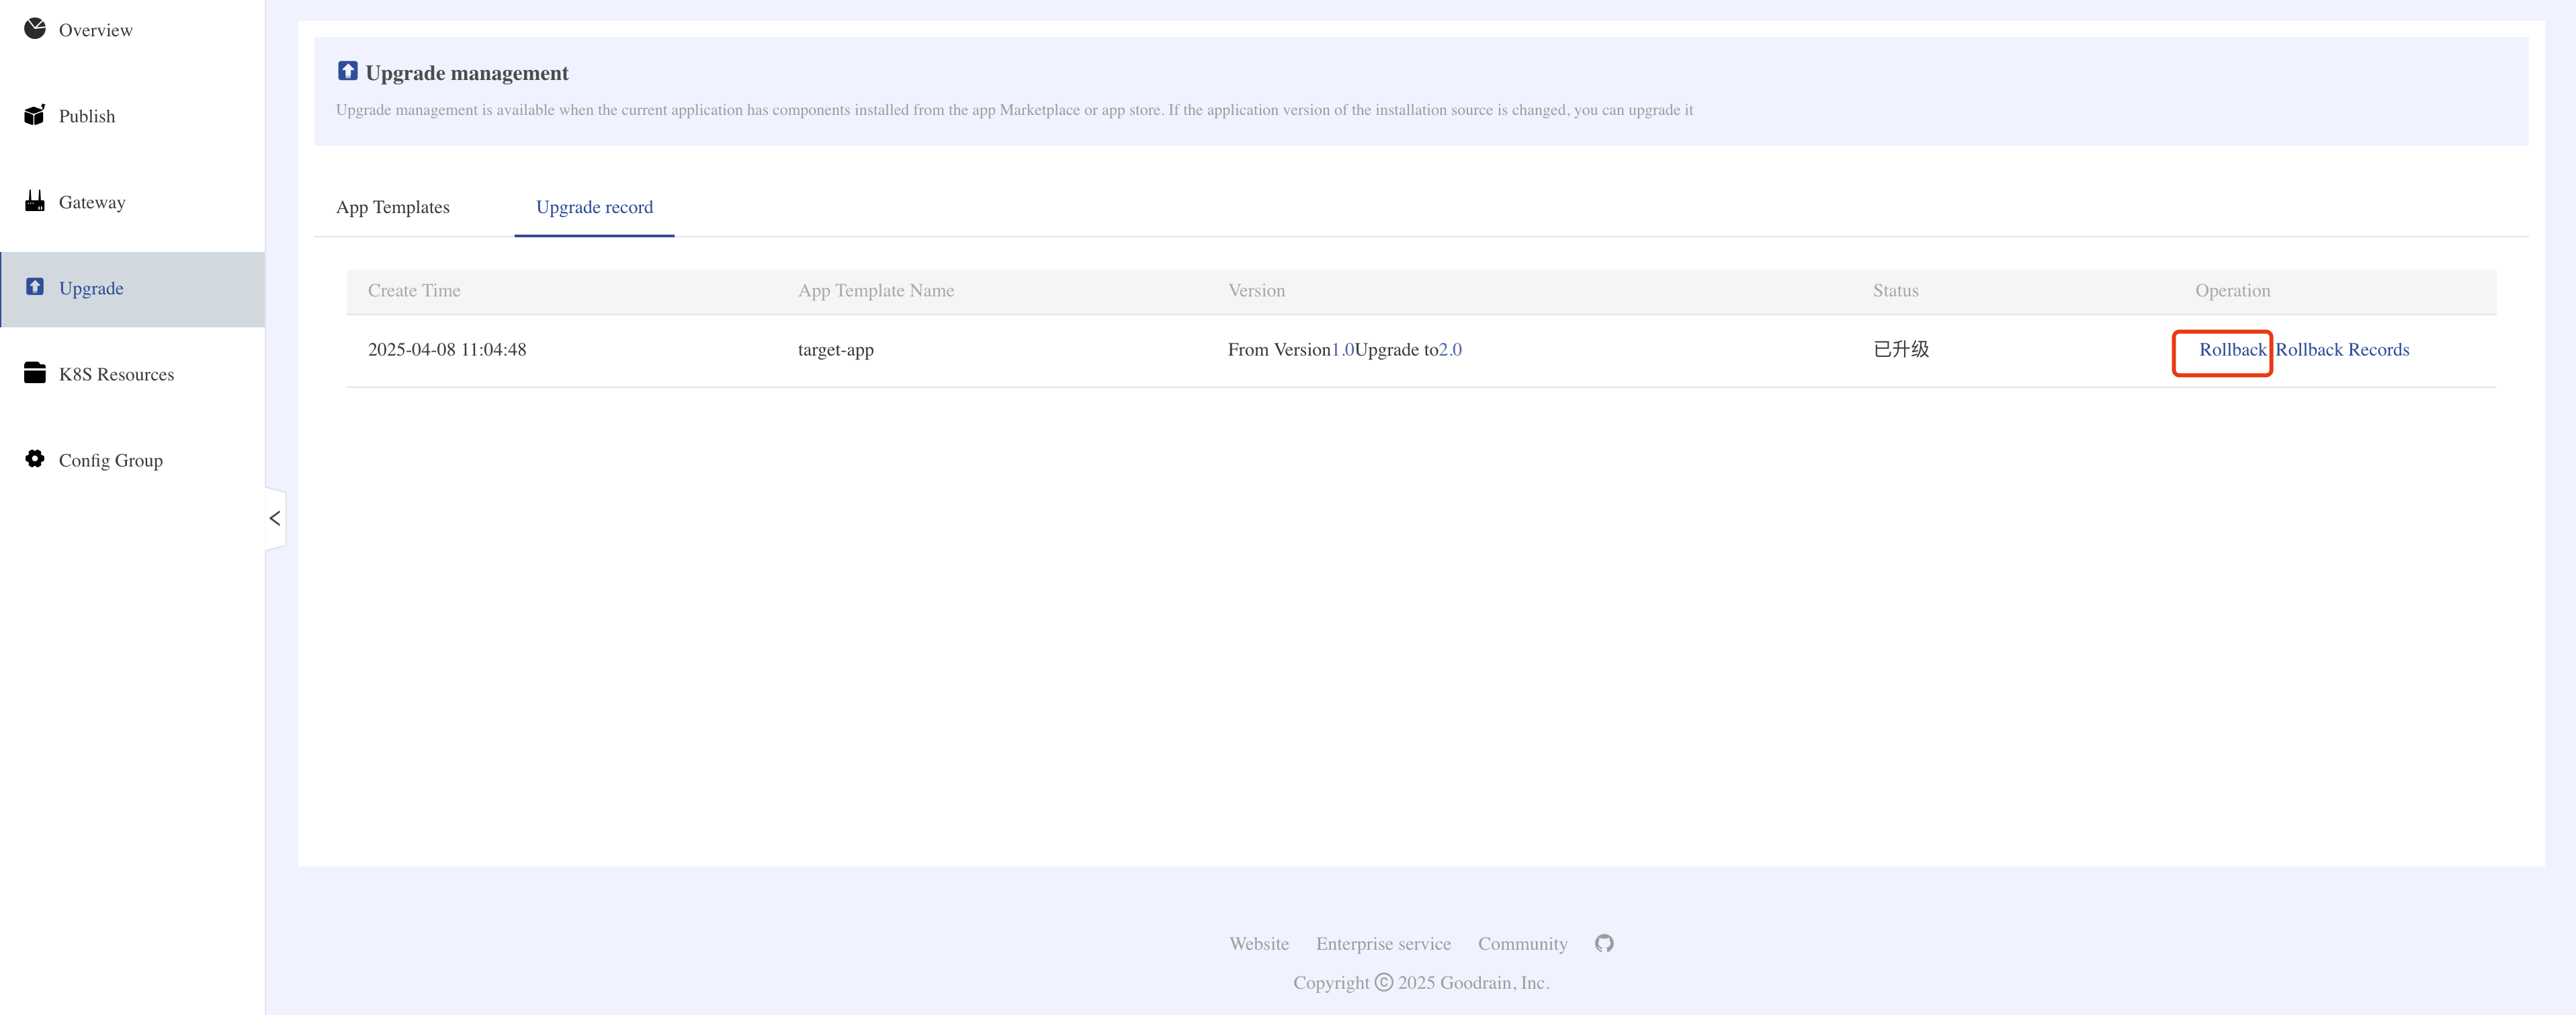 Overview
Publish
Gateway
Upgrade
K8S Resources
Config Group
Upgrade management
Upgrade management is available when the current application has components installed from the app Marketplace or app store. If the application version of the installation source is changed, you can upgrade it
App Templates Upgrade record
Create Time App Template Name Version Status Operation
2025-04-08 11:04:48 target-app From Version1.0Upgrade to2.0 已升级 Rollback Rollback Records
Website Enterprise service Community
Copyright © 2025 Goodrain, Inc.